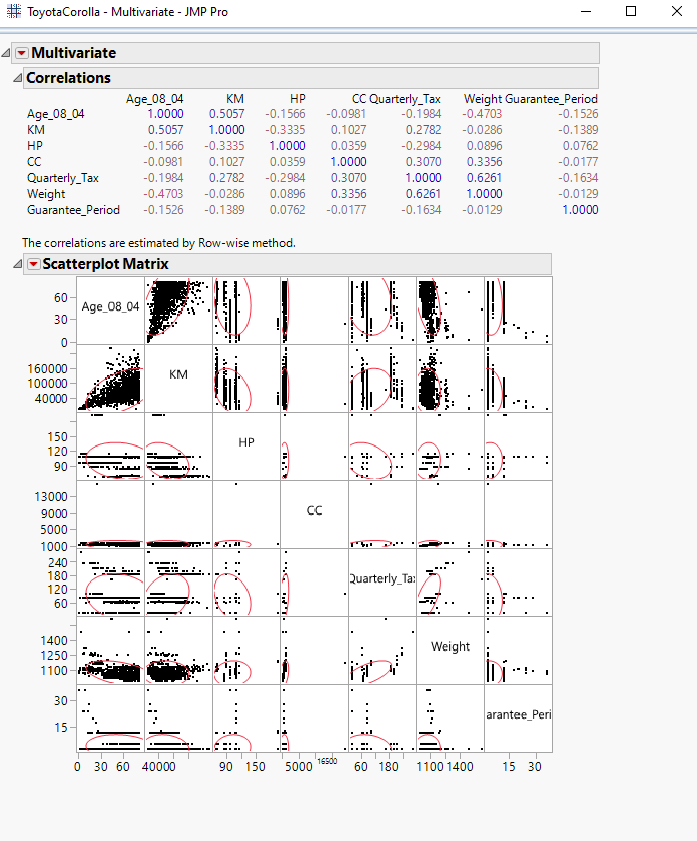 ToyotaCorolla - Multivariate - JMP Pro
Multivariate
Correlations
Age_08_04 KM HP CC Quarterly_Tax Weight Guarantee_Period
Age_08_04 1.0000 0.5057 -0.1566 -0.0981 -0.1984 -0.4703 -0.1526
KM 0.5057 1.0000 -0.3335 0.1027 0.2782 -0.0286 -0.1389
HP -0.1566 -0.3335 1.0000 0.0359 -0.2984 0.0896 0.0762
CC -0.0981 0.1027 0.0359 1.0000 0.3070 0.3356 -0.0177
Quarterly_Tax -0.1984 0.2782 -0.2984 0.3070 1.0000 0.6261 -0.1634
Weight -0.4703 -0.0286 0.0896 0.3356 0.6261 1.0000 -0.0129
Guarantee_Period -0.1526 -0.1389 0.0762 -0.0177 -0.1634 -0.0129 1.0000
The correlations are estimated by Row-wise method.
Scatterplot Matrix
60
Age_08_04
30
0
160000
KM
100000
40000
HP
150
120
90
13000
CC
9000
5000
1000
240
180
Quarterly_Tax
120
60
1400
Weight
1250
1100
30
arantee_Peri
15
0 30 60 40000 90 150 5000 16500 60 180 1100 1400 15 30